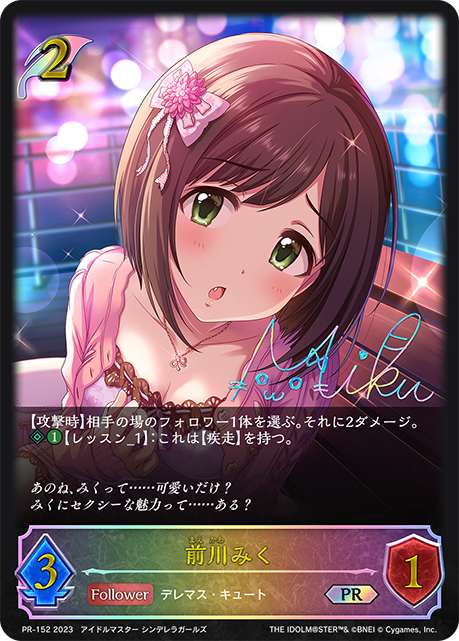 2
Miku
【攻撃時】相手の場のフォロワー1体を選ぶ。それに2ダメージ。
1【レッスン_1】:これは【疾走】を持つ。
あのね、みくって……可愛いだけ?
みくにセクシーな魅力って……ある?
まえ かわ
前川みく
3
Follower デレマス・キュート
PR
1
PR-152 2023 アイドルマスター シンデレラガールズ
THE IDOLM@STER™& ©BNEI © Cygames, Inc.